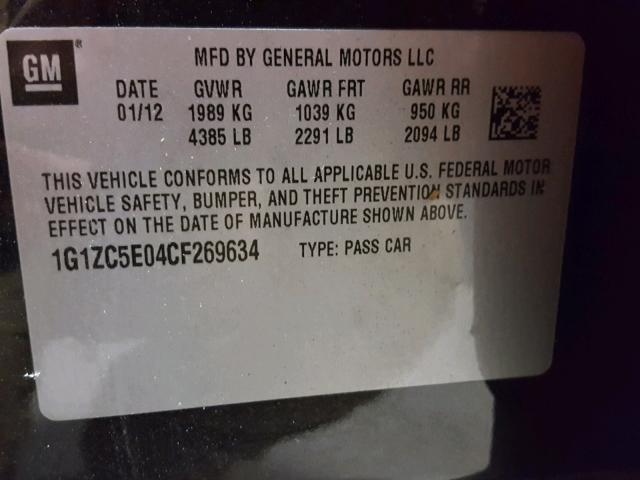 GM ®
MFD BY GENERAL MOTORS LLC
DATE GVWR GAWR FRT GAWR RR
01/12 1989 KG 1039 KG 950 KG
4385 LB 2291 LB 2094 LB
THIS VEHICLE CONFORMS TO ALL APPLICABLE U.S. FEDERAL MOTOR
VEHICLE SAFETY, BUMPER, AND THEFT PREVENTION STANDARDS IN
EFFECT ON THE DATE OF MANUFACTURE SHOWN ABOVE.
1G1ZC5E04CF269634 TYPE: PASS CAR